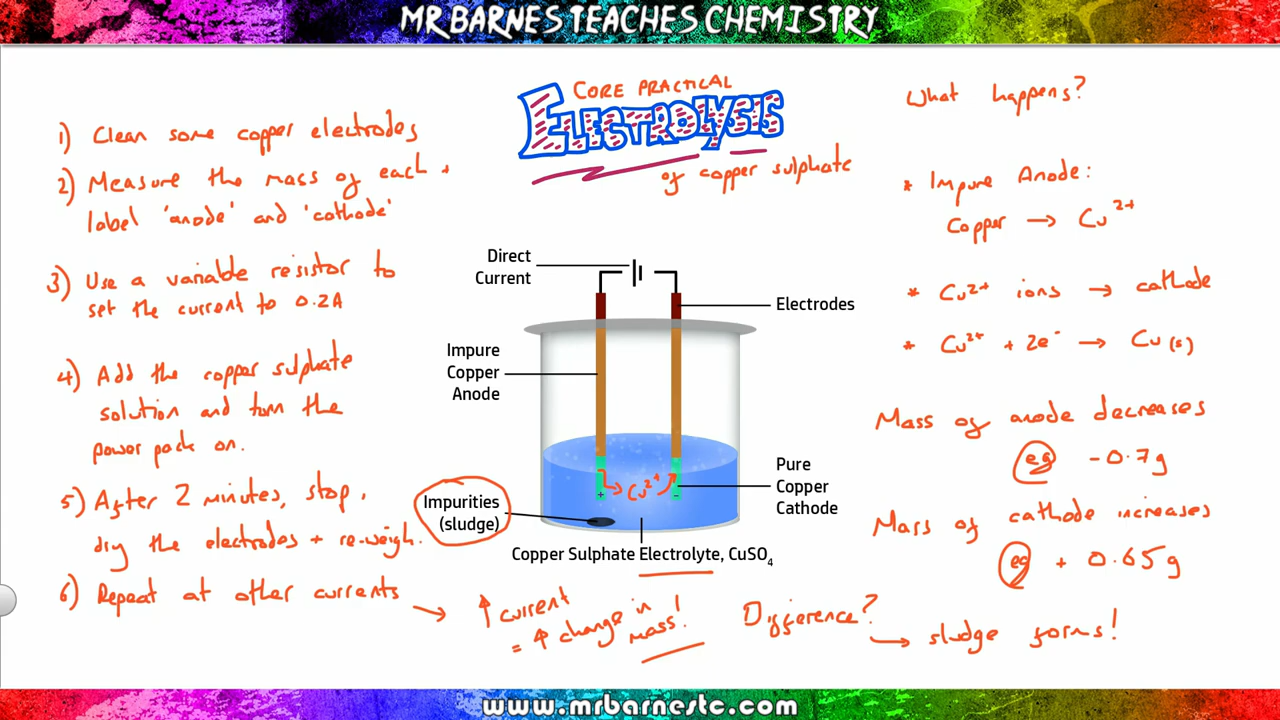 MR BARNES TEACHES CHEMISTRY
CORE PRACTICAL
ELECTROLYSIS
of copper sulphate
1) Clean some copper electrodes
2) Measure the mass of each +
label 'anode' and 'cathode'
3) Use a variable resistor to
set the current to 0.2A
4) Add the copper sulphate
solution and turn the
power pack on.
5) After 2 minutes, stop,
dry the electrodes + re-weigh.
6) Repeat at other currents
→ ↑ current
= ↑ change in
mass!
Direct
Current
Electrodes
Impure
Copper
Anode
Pure
Copper
Cathode
Impurities
(sludge)
+ → Cu²⁺ -
Copper Sulphate Electrolyte, CuSO₄
What happens?
* Impure Anode:
Copper → Cu²⁺
* Cu²⁺ ions → cathode
* Cu²⁺ + 2e⁻ → Cu(s)
Mass of anode decreases
eg -0.7g
Mass of cathode increases
eg + 0.65g
Difference?
→ sludge forms!
www.mrbarnestc.com